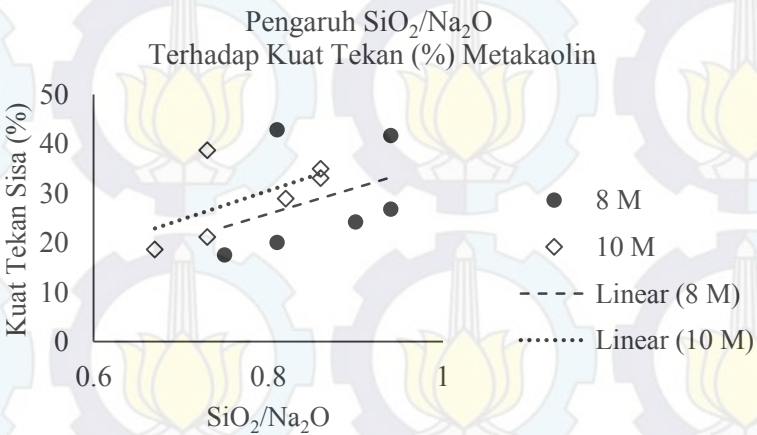 Pengaruh SiO₂/Na₂O
Terhadap Kuat Tekan (%) Metakaolin
Kuat Tekan Sisa (%)
50
40
30
20
10
0
0.6
0.8
1
SiO₂/Na₂O
8 M
10 M
Linear (8 M)
Linear (10 M)